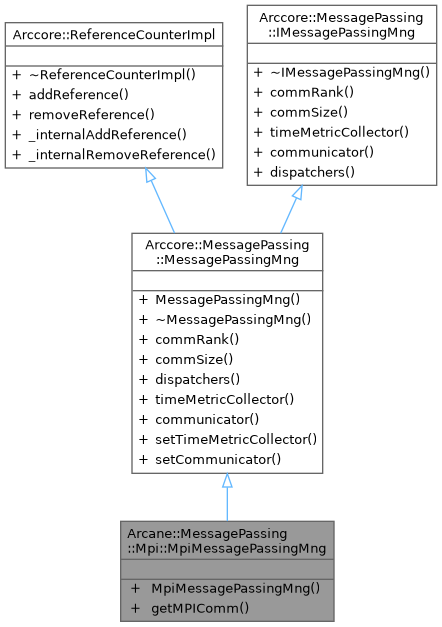 Arccore::ReferenceCounterImpl
+ ~ReferenceCounterImpl()
+ addReference()
+ removeReference()
+ _internalAddReference()
+ _internalRemoveReference()
Arccore::MessagePassing
::IMessagePassingMng
+ ~IMessagePassingMng()
+ commRank()
+ commSize()
+ timeMetricCollector()
+ communicator()
+ dispatchers()
Arccore::MessagePassing
::MessagePassingMng
+ MessagePassingMng()
+ ~MessagePassingMng()
+ commRank()
+ commSize()
+ dispatchers()
+ timeMetricCollector()
+ communicator()
+ setTimeMetricCollector()
+ setCommunicator()
Arcane::MessagePassing
::Mpi::MpiMessagePassingMng
+ MpiMessagePassingMng()
+ getMPIComm()